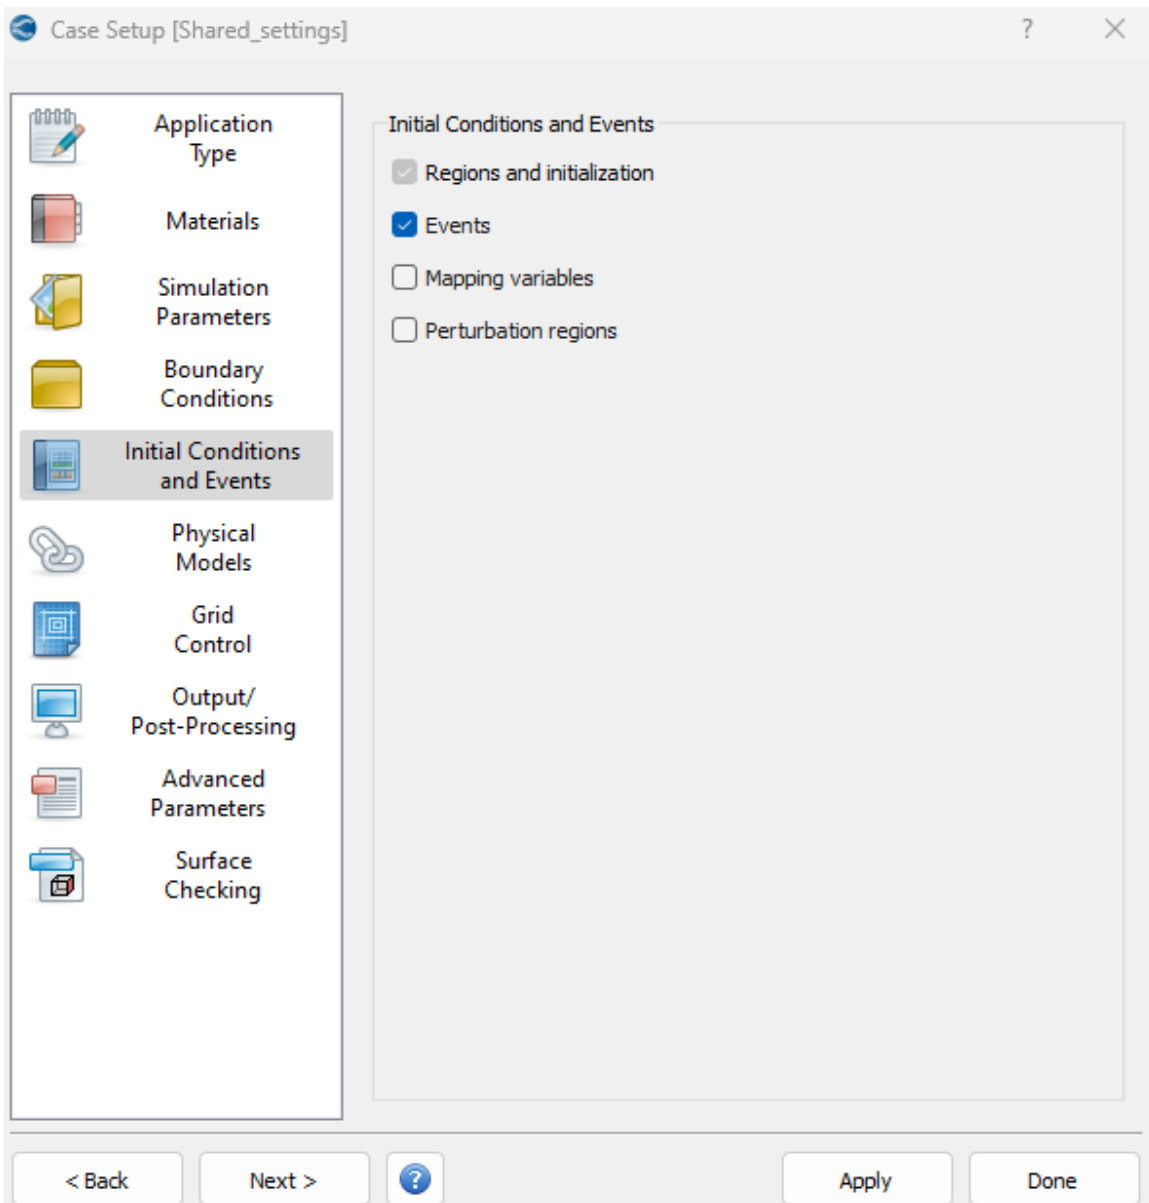 Case Setup [Shared_settings]
?
Application
Type
Materials
Simulation
Parameters
Boundary
Conditions
Initial Conditions
and Events
Physical
Models
Grid
Control
Output/
Post-Processing
Advanced
Parameters
Surface
Checking
Initial Conditions and Events
Regions and initialization
Events
Mapping variables
Perturbation regions
< Back
Next >
?
Apply
Done